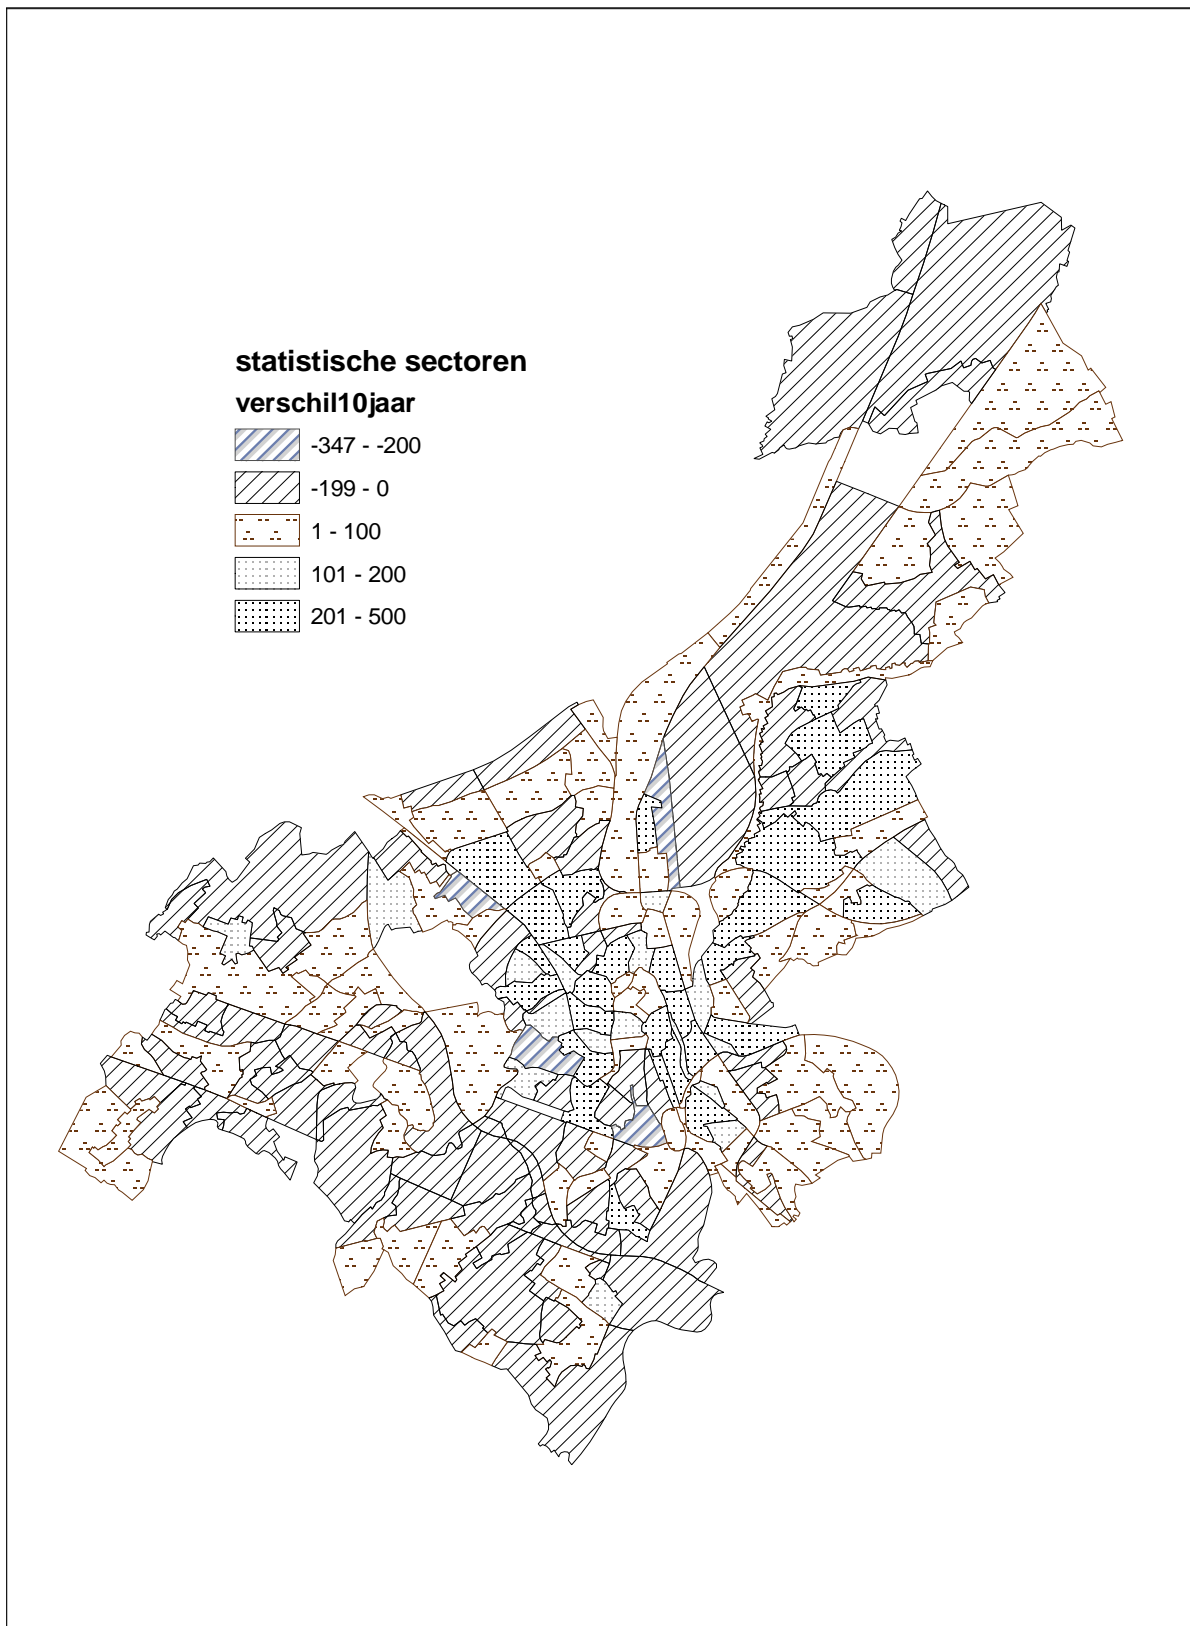 statistische sectoren
verschil10jaar
-347 - -200
-199 - 0
1 - 100
101 - 200
201 - 500